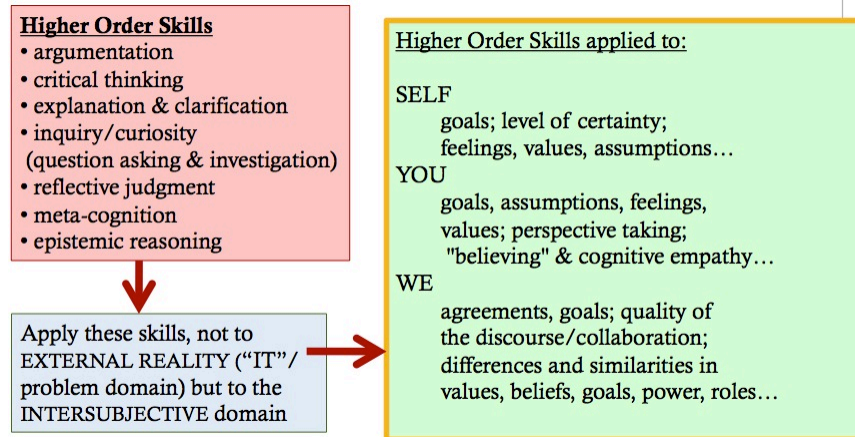 Higher Order Skills
• argumentation
• critical thinking
• explanation & clarification
• inquiry/curiosity
(question asking & investigation)
• reflective judgment
• meta-cognition
• epistemic reasoning
Apply these skills, not to
EXTERNAL REALITY (“IT”/
problem domain) but to the
INTERSUBJECTIVE domain
Higher Order Skills applied to:
SELF
goals; level of certainty;
feelings, values, assumptions…
YOU
goals, assumptions, feelings,
values; perspective taking;
"believing" & cognitive empathy…
WE
agreements, goals; quality of
the discourse/collaboration;
differences and similarities in
values, beliefs, goals, power, roles…